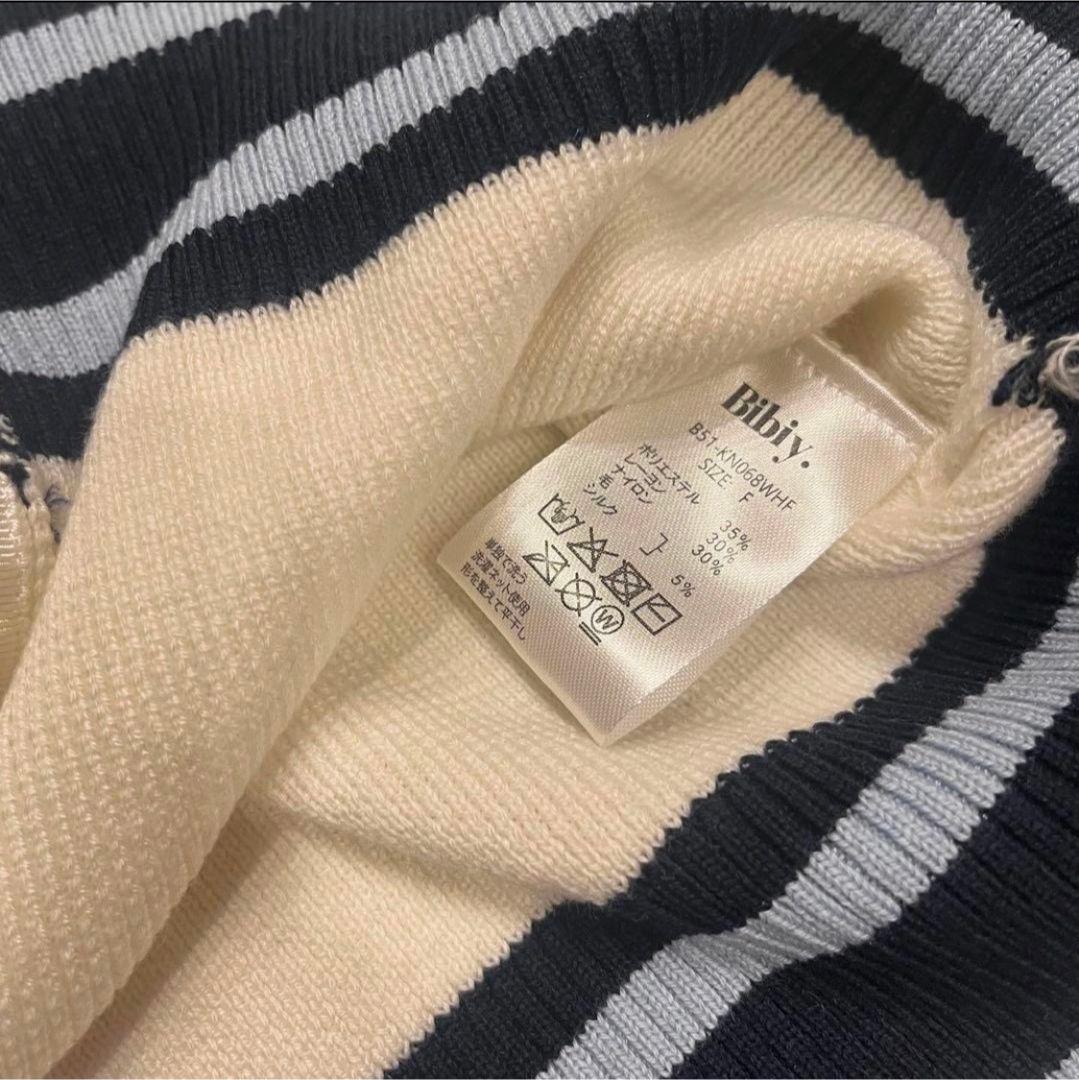 Bibiy.
B51-KN068WHF
SIZE F
ポリエステル 35%
レーヨン 30%
ナイロン 30%
毛
シルク } 5%
W
単独で洗う
洗濯ネット使用
形を整えて平干し